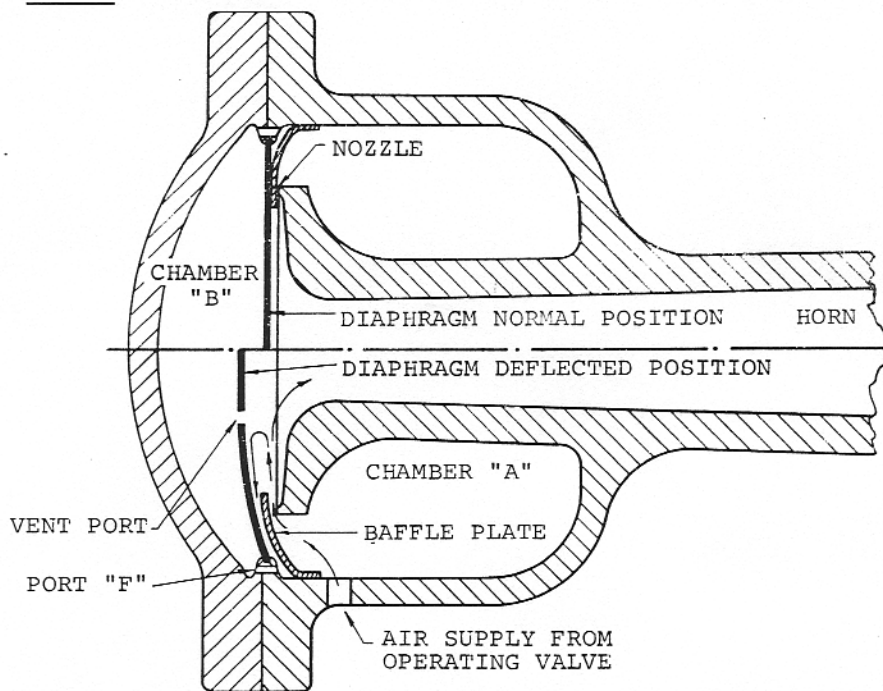 NOZZLE
CHAMBER
"B"
DIAPHRAGM NORMAL POSITION
HORN
DIAPHRAGM DEFLECTED POSITION
CHAMBER "A"
VENT PORT
BAFFLE PLATE
PORT "F"
AIR SUPPLY FROM
OPERATING VALVE